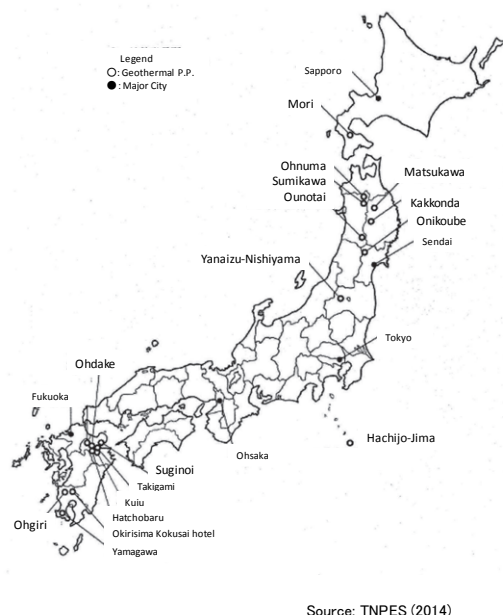 Legend
O: Geothermal P.P.
●: Major City
Sapporo
Mori
Ohnuma
Sumikawa
Ounotai
Matsukawa
Kakkonda
Onikoube
Sendai
Yanaizu-Nishiyama
Tokyo
Ohdake
Fukuoka
Hachijo-Jima
Ohsaka
Suginoi
Takigami
Kuiu
Hatchobaru
Ohgiri
Okirisima Kokusai hotel
Yamagawa
Source: TNPES (2014)